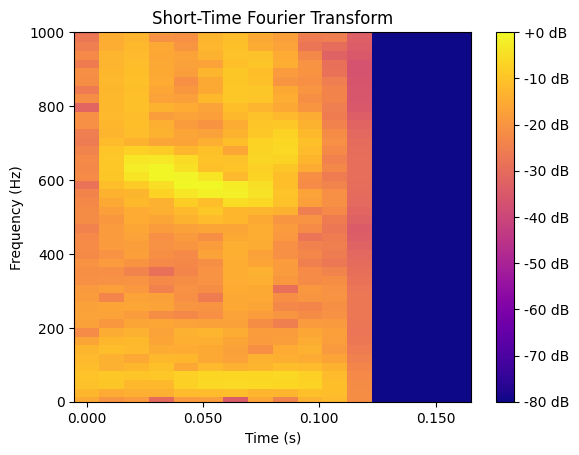 Short-Time Fourier Transform
1000
800
600
400
200
0
Frequency (Hz)
0.000
0.050
0.100
0.150
Time (s)
+0 dB
-10 dB
-20 dB
-30 dB
-40 dB
-50 dB
-60 dB
-70 dB
-80 dB